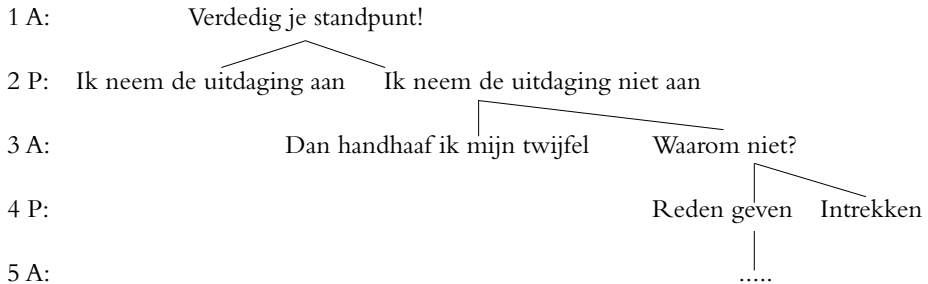 1 A: Verdedig je standpunt!
2 P: Ik neem de uitdaging aan Ik neem de uitdaging niet aan
3 A: Dan handhaaf ik mijn twijfel Waarom niet?
4 P: Reden geven Intrekken
5 A: .....